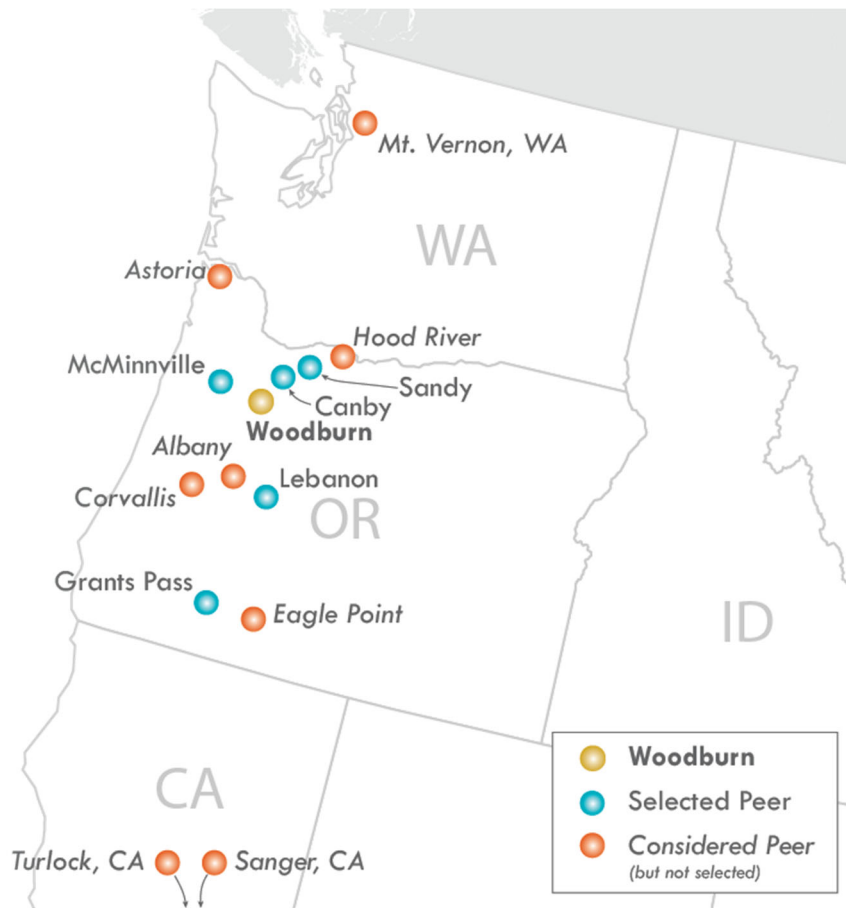 Mt. Vernon, WA
WA
Astoria
Hood River
McMinnville
Sandy
Canby
Woodburn
Albany
Lebanon
Corvallis
OR
Grants Pass
Eagle Point
ID
CA
Turlock, CA
Sanger, CA
Woodburn
Selected Peer
Considered Peer
(but not selected)